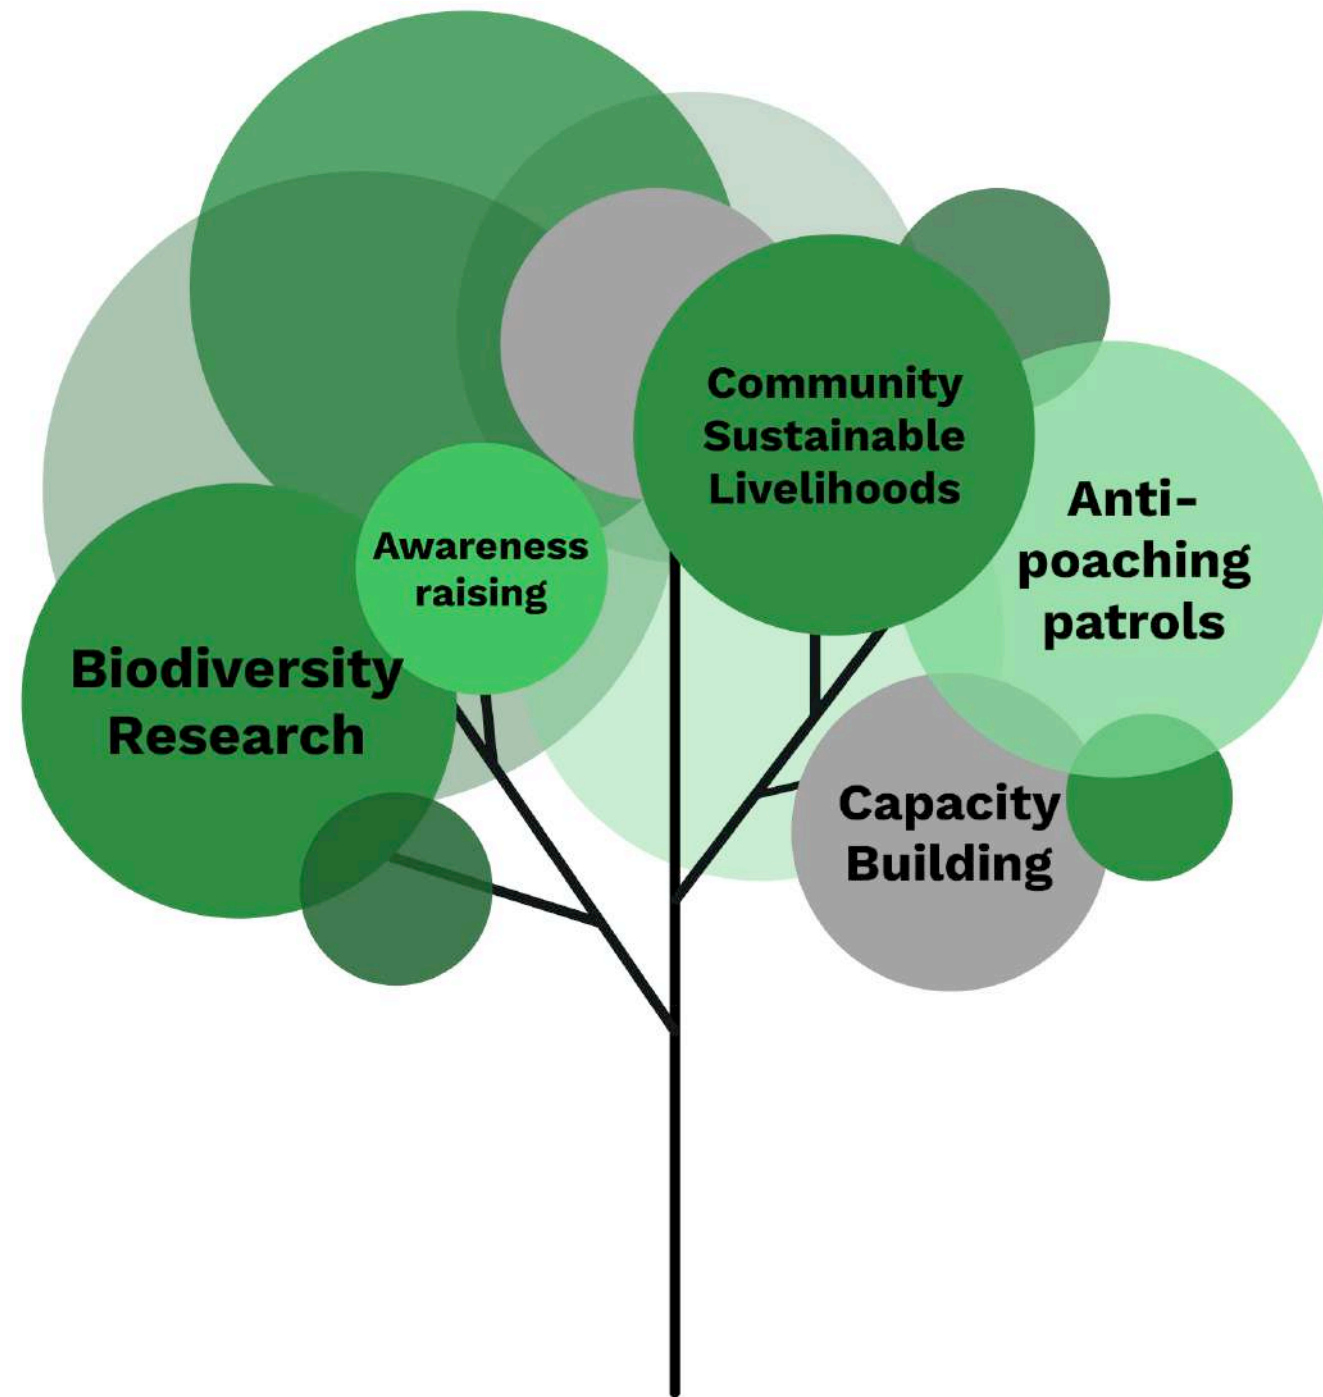 Community
Sustainable
Livelihoods
Anti-
poaching
patrols
Awareness
raising
Biodiversity
Research
Capacity
Building